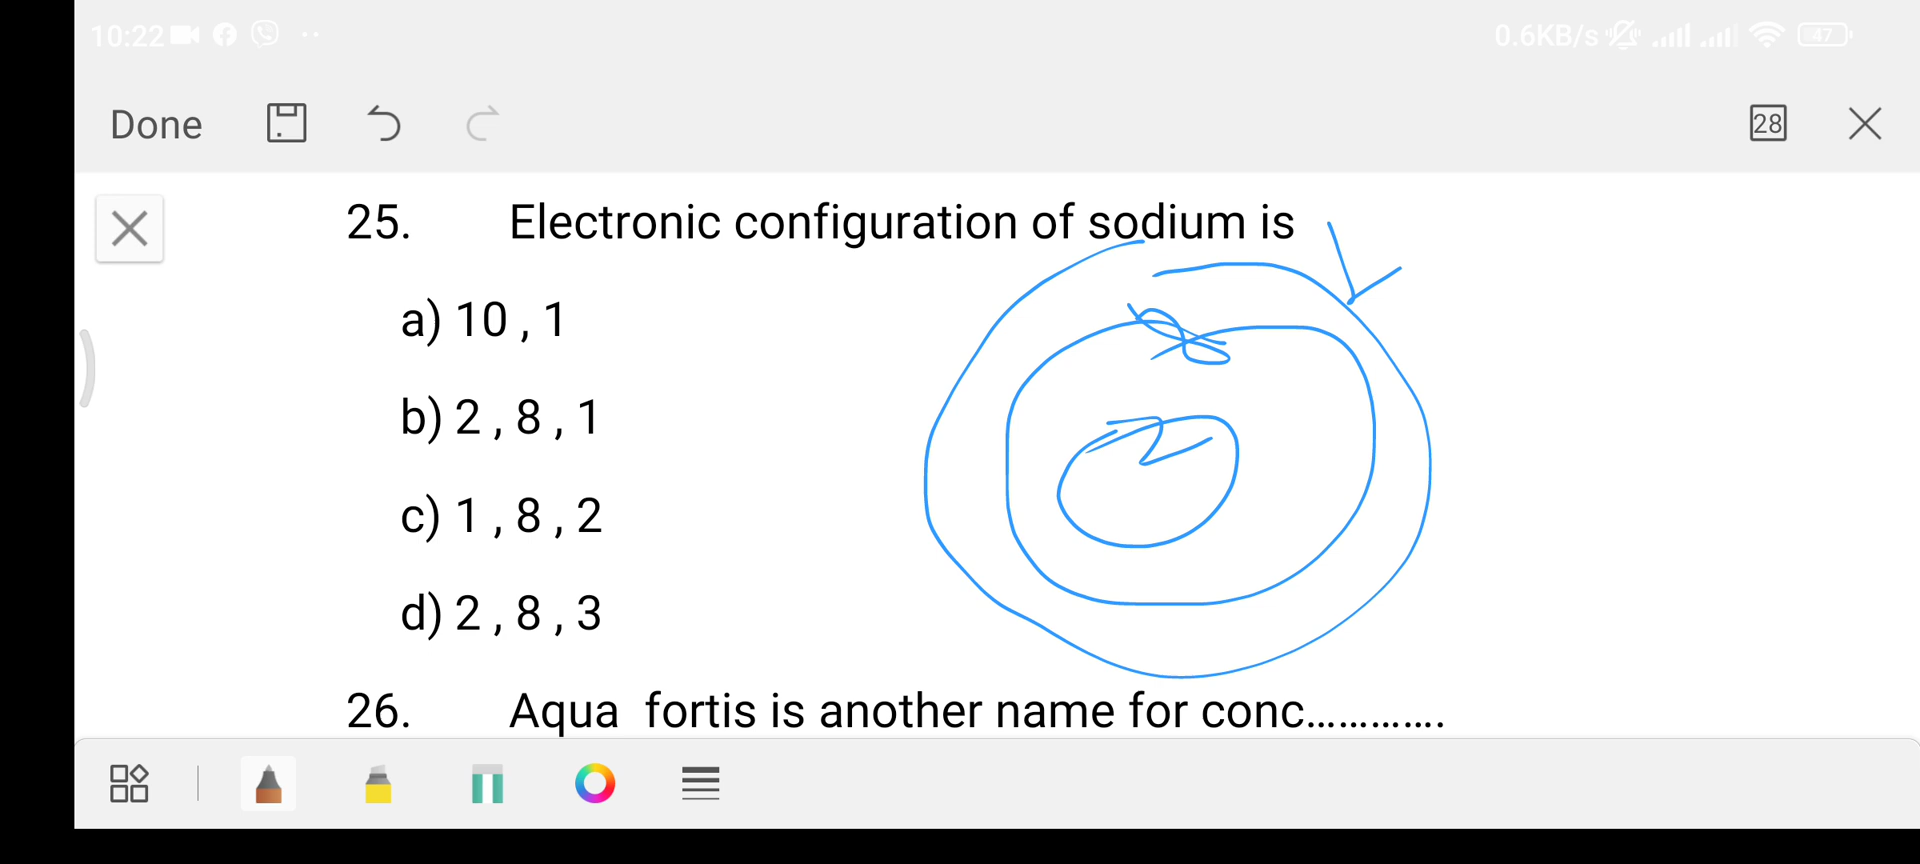 10:22
0.6KB/s 47
Done
28
25. Electronic configuration of sodium is
a) 10 , 1
b) 2 , 8 , 1
2
c) 1 , 8 , 2
d) 2 , 8 , 3
26. Aqua fortis is another name for conc.............